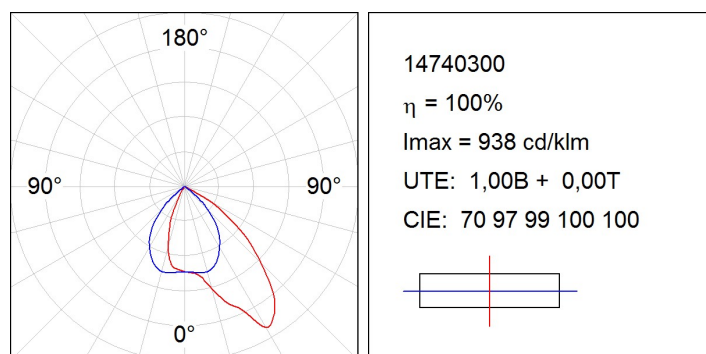 180°
90°
90°
0°
14740300
η = 100%
Imax = 938 cd/klm
UTE: 1,00B + 0,00T
CIE: 70 97 99 100 100